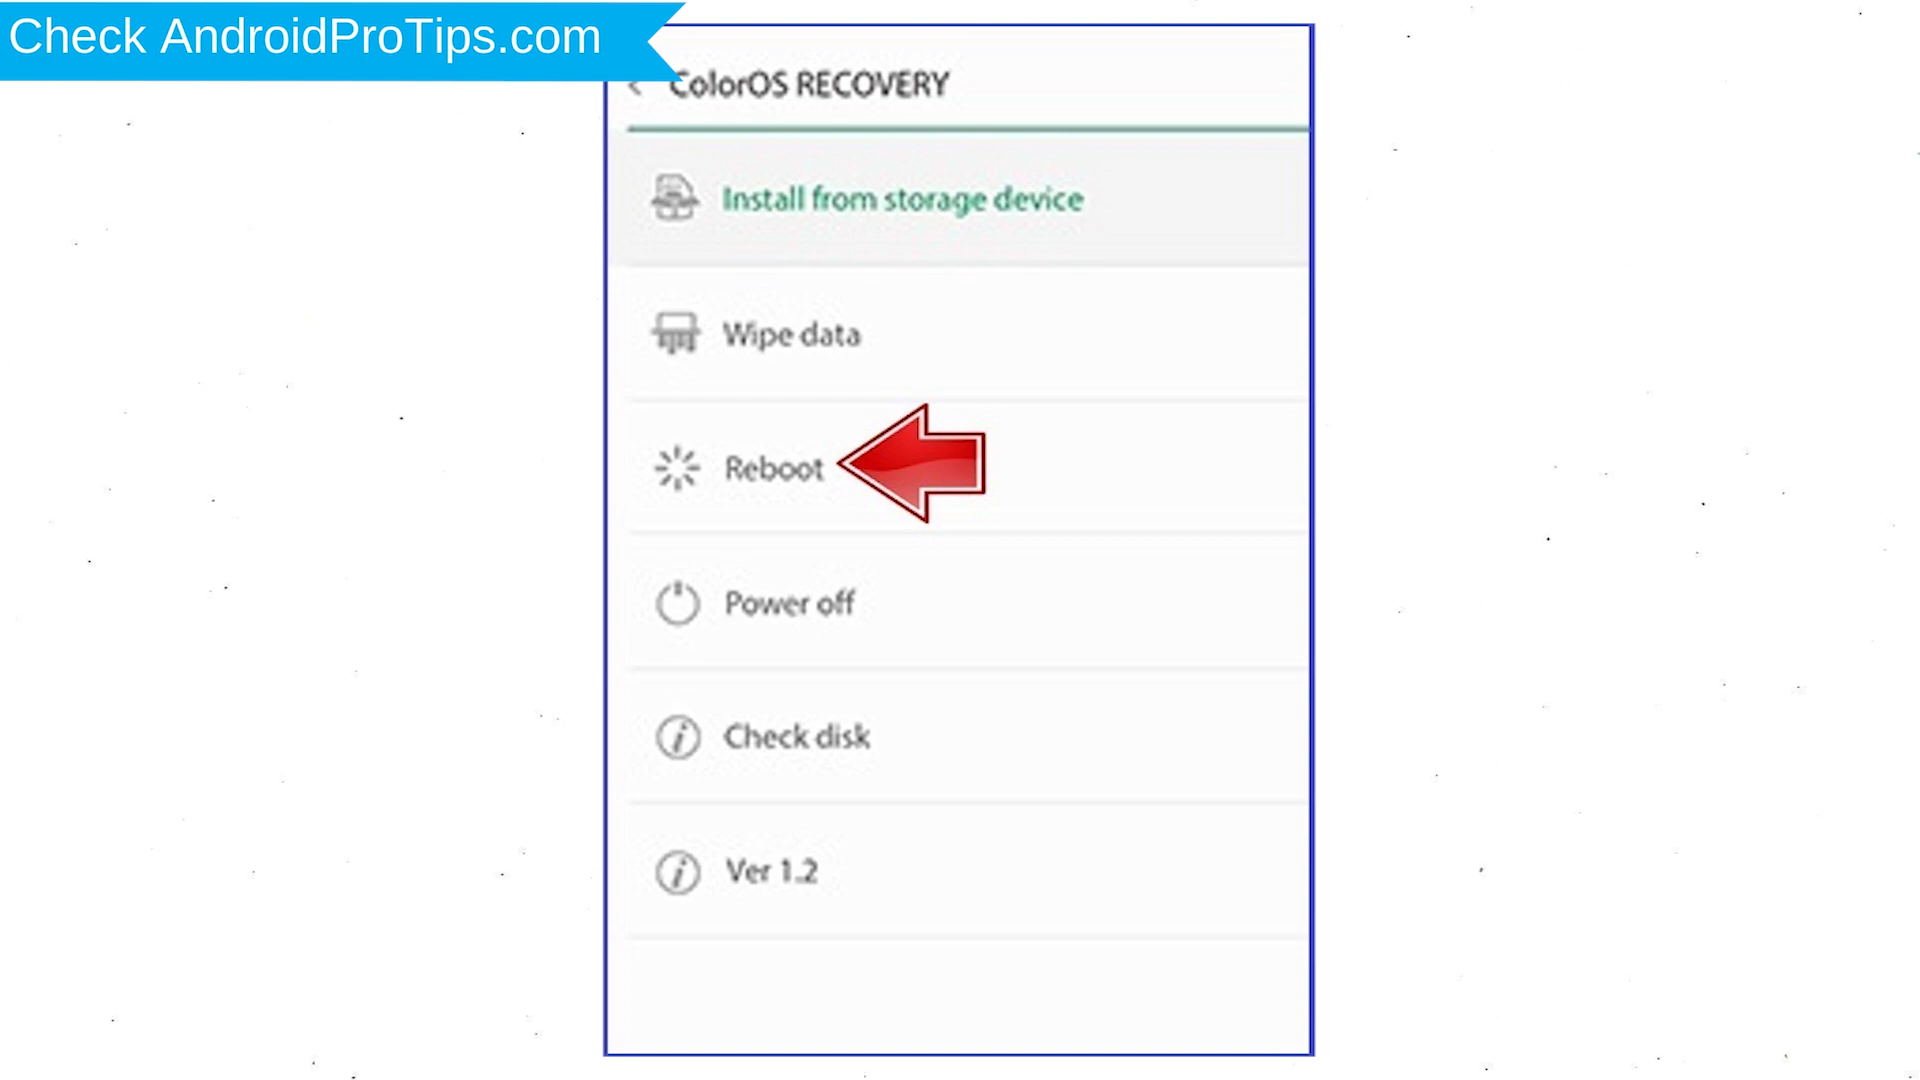 Check AndroidProTips.com
ColorOS RECOVERY
Install from storage device
Wipe data
Reboot
Power off
Check disk
Ver 1.2